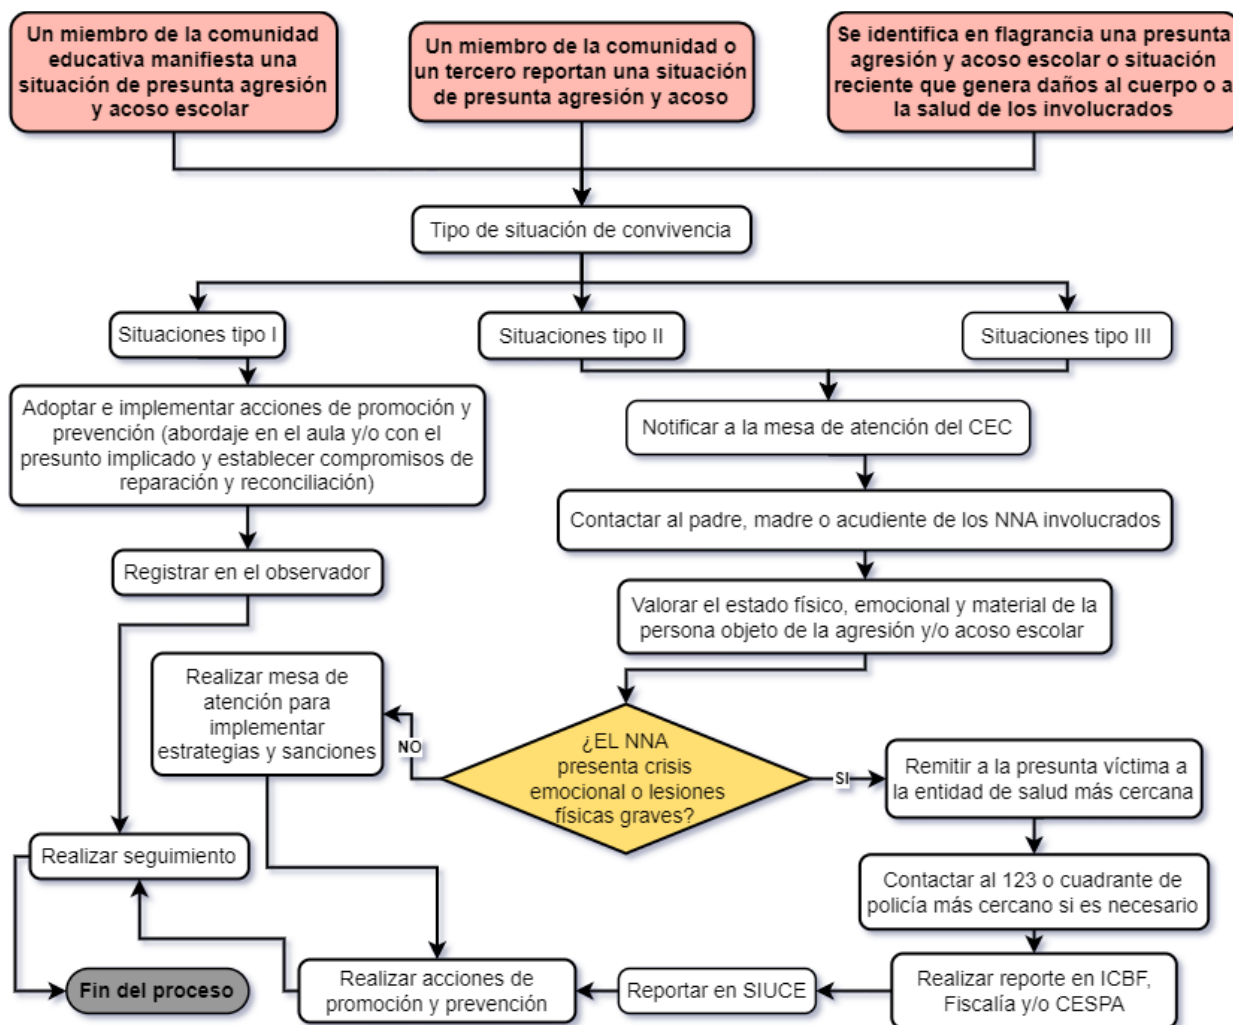 Un miembro de la comunidad
educativa manifiesta una
situación de presunta agresión
y acoso escolar
Un miembro de la comunidad o
un tercero reportan una situación
de presunta agresión y acoso
Se identifica en flagrancia una presunta
agresión y acoso escolar o situación
reciente que genera daños al cuerpo o a
la salud de los involucrados
Tipo de situación de convivencia
Situaciones tipo I
Situaciones tipo II
Situaciones tipo III
Adoptar e implementar acciones de promoción y
prevención (abordaje en el aula y/o con el
presunto implicado y establecer compromisos de
reparación y reconciliación)
Notificar a la mesa de atención del CEC
Contactar al padre, madre o acudiente de los NNA involucrados
Registrar en el observador
Valorar el estado físico, emocional y material de la
persona objeto de la agresión y/o acoso escolar
Realizar mesa de
atención para
implementar
estrategias y sanciones
NO
¿EL NNA
presenta crisis
emocional o lesiones
físicas graves?
SI
Remitir a la presunta víctima a
la entidad de salud más cercana
Realizar seguimiento
Contactar al 123 o cuadrante de
policía más cercano si es necesario
Fin del proceso
Realizar acciones de
promoción y prevención
Reportar en SIUCE
Realizar reporte en ICBF,
Fiscalía y/o CESPA